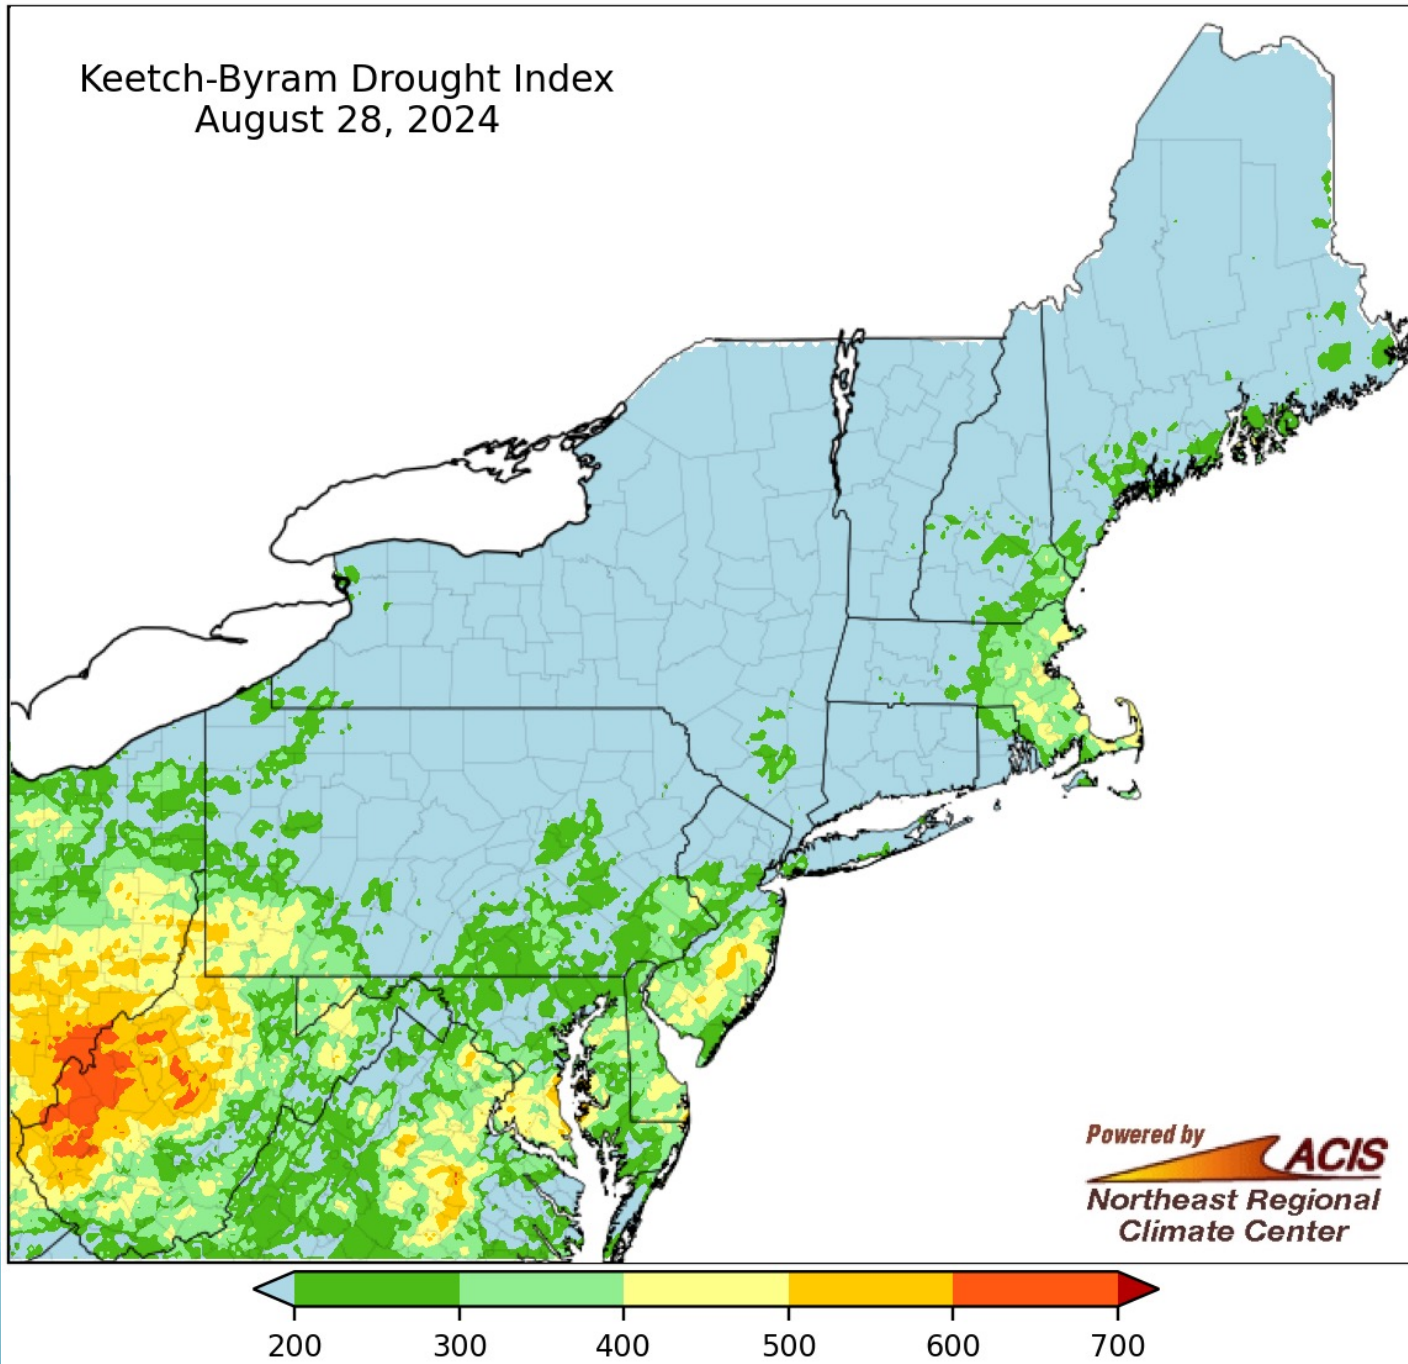 Keetch-Byram Drought Index
August 28, 2024
Powered by
ACIS
Northeast Regional
Climate Center
200 300 400 500 600 700